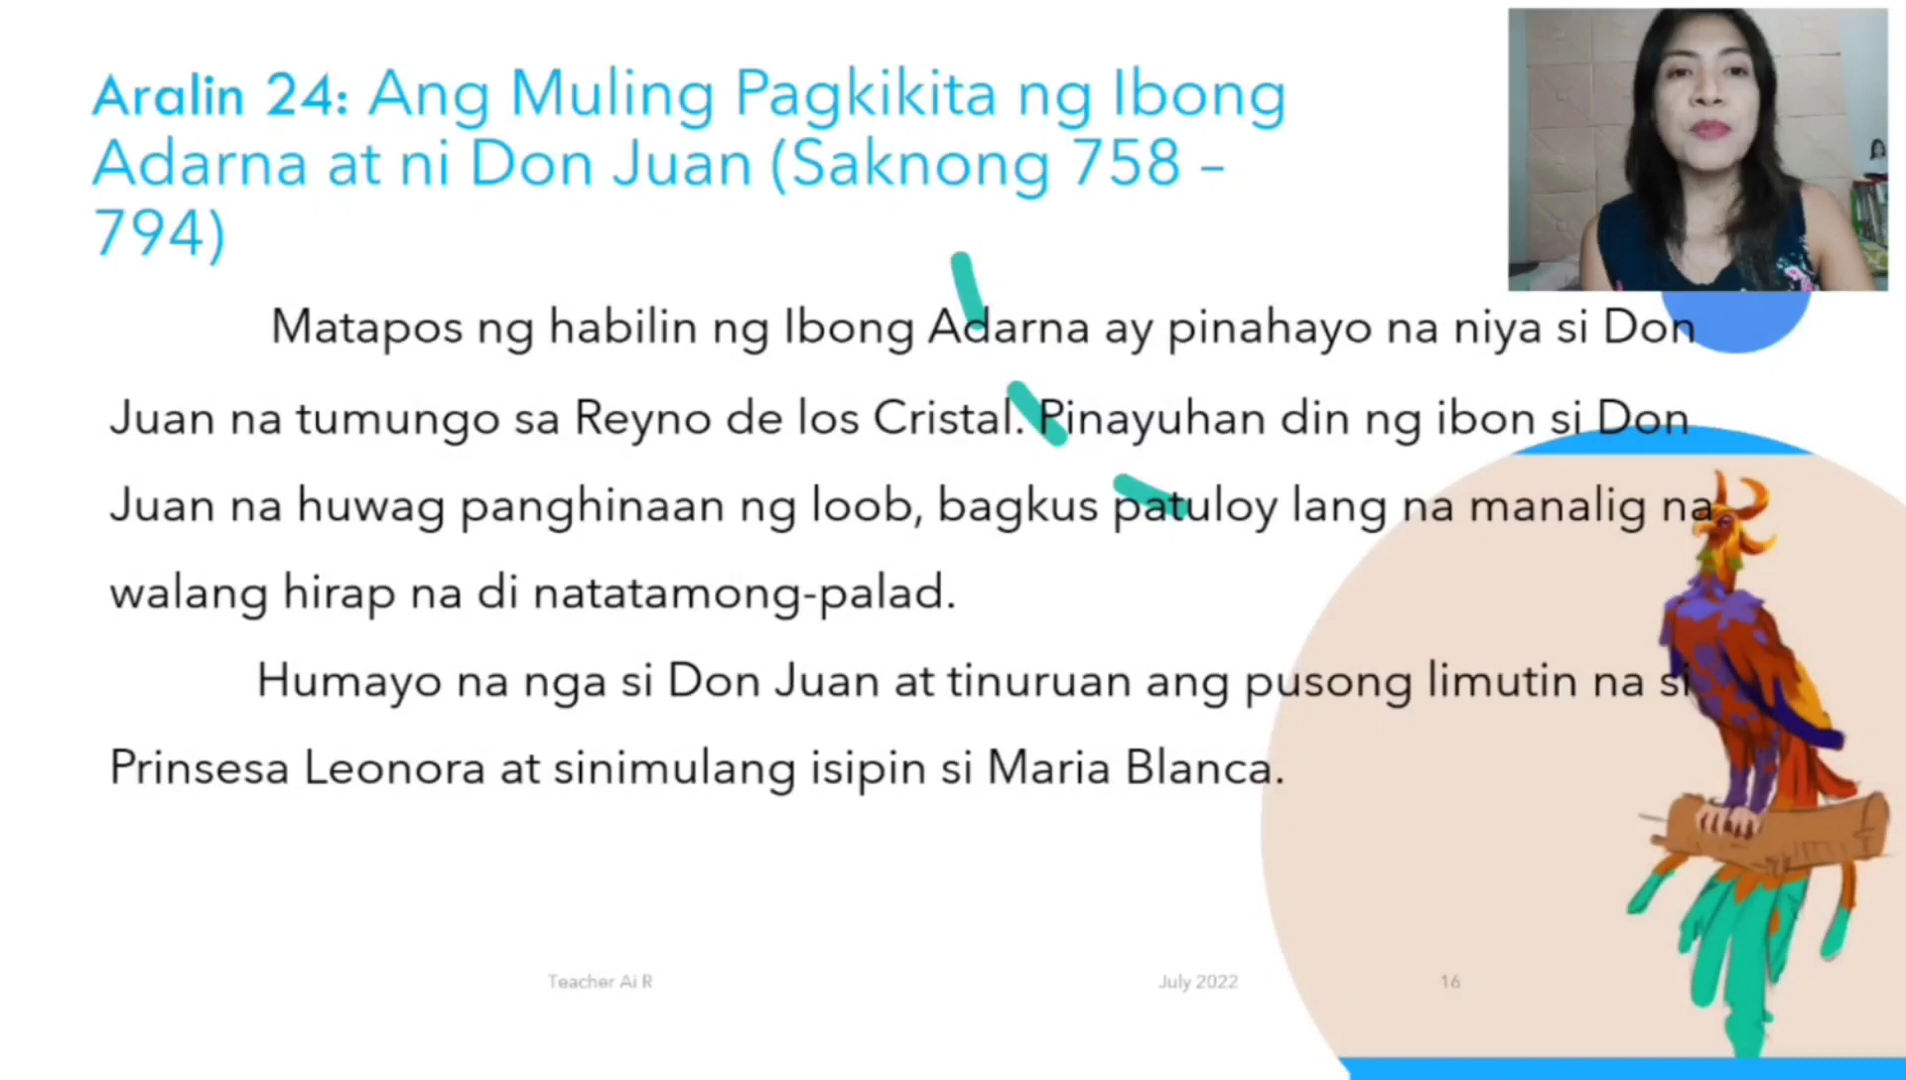 Aralin 24: Ang Muling Pagkikita ng Ibong
Adarna at ni Don Juan (Saknong 758 –
794)
Matapos ng habilin ng Ibong Adarna ay pinahayo na niya si Don
Juan na tumungo sa Reyno de los Cristal. Pinayuhan din ng ibon si Don
Juan na huwag panghinaan ng loob, bagkus patuloy lang na manalig na
walang hirap na di natatamong-palad.
Humayo na nga si Don Juan at tinuruan ang pusong limutin na si
Prinsesa Leonora at sinimulang isipin si Maria Blanca.
Teacher Ai R
July 2022
16